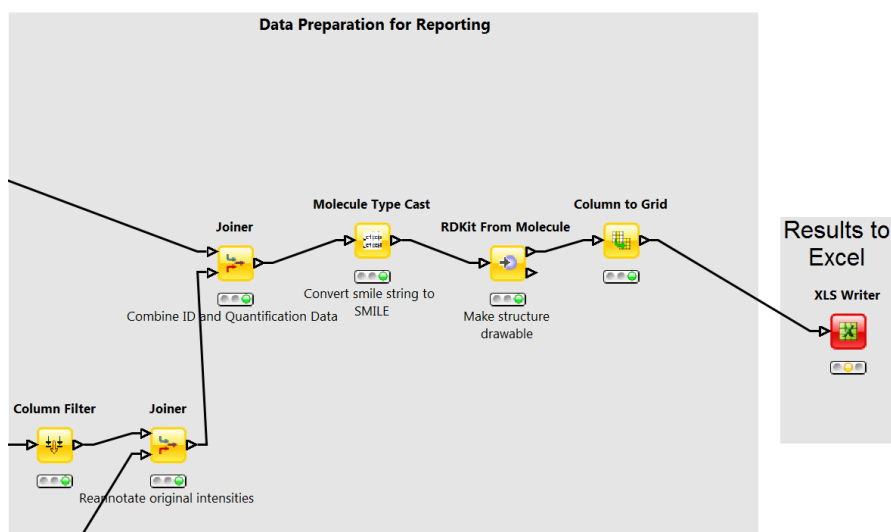 Data Preparation for Reporting
Joiner
Molecule Type Cast
RDKit From Molecule
Column to Grid
Combine ID and Quantification Data
Convert smile string to
SMILE
Make structure
drawable
Results to
Excel
XLS Writer
Column Filter
Joiner
Reannotate original intensities